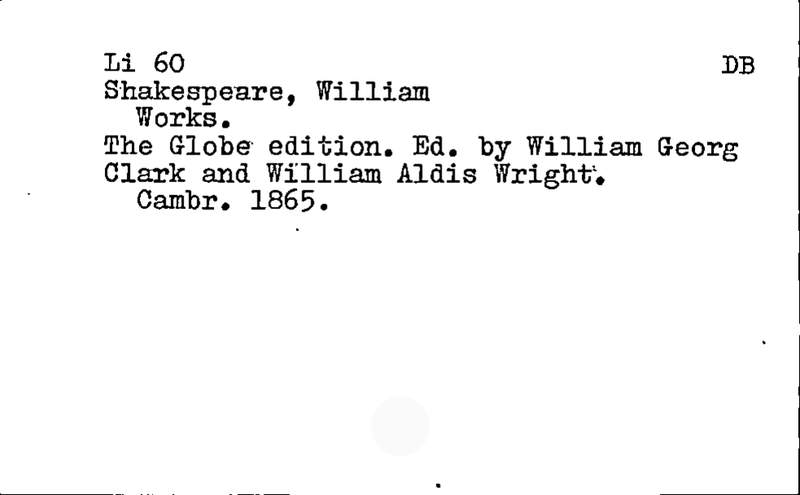 Li 60 DB
Shakespeare, William
Works.
The Globe edition. Ed. by William Georg
Clark and William Aldis Wright.
Cambr. 1865.